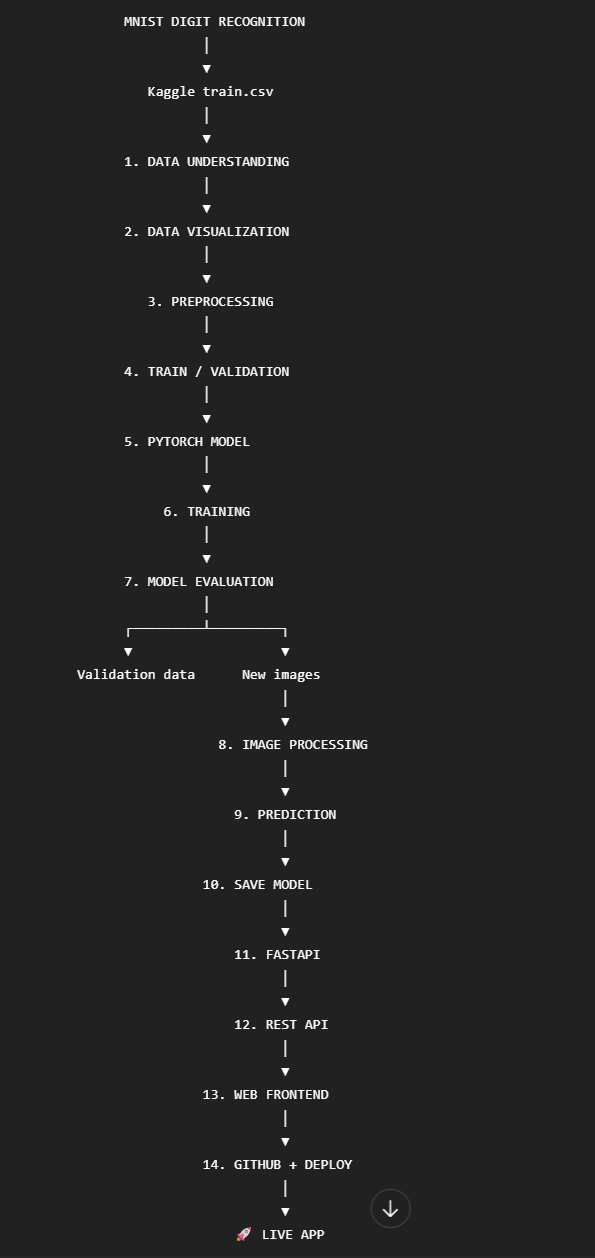 MNIST DIGIT RECOGNITION
Kaggle train.csv
1. DATA UNDERSTANDING
2. DATA VISUALIZATION
3. PREPROCESSING
4. TRAIN / VALIDATION
5. PYTORCH MODEL
6. TRAINING
7. MODEL EVALUATION
Validation data New images
8. IMAGE PROCESSING
9. PREDICTION
10. SAVE MODEL
11. FASTAPI
12. REST API
13. WEB FRONTEND
14. GITHUB + DEPLOY
🚀 LIVE APP